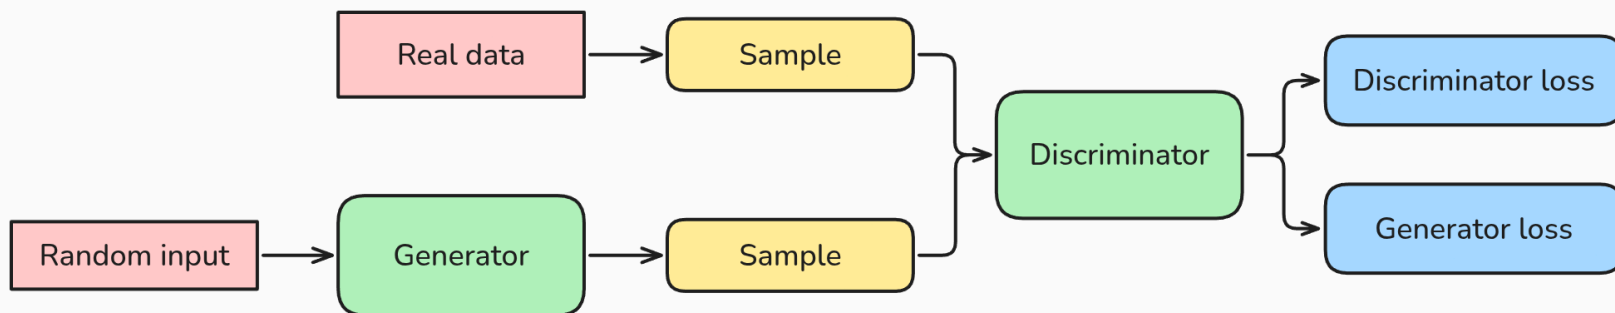 Real data
Sample
Discriminator loss
Discriminator
Generator loss
Random input
Generator
Sample